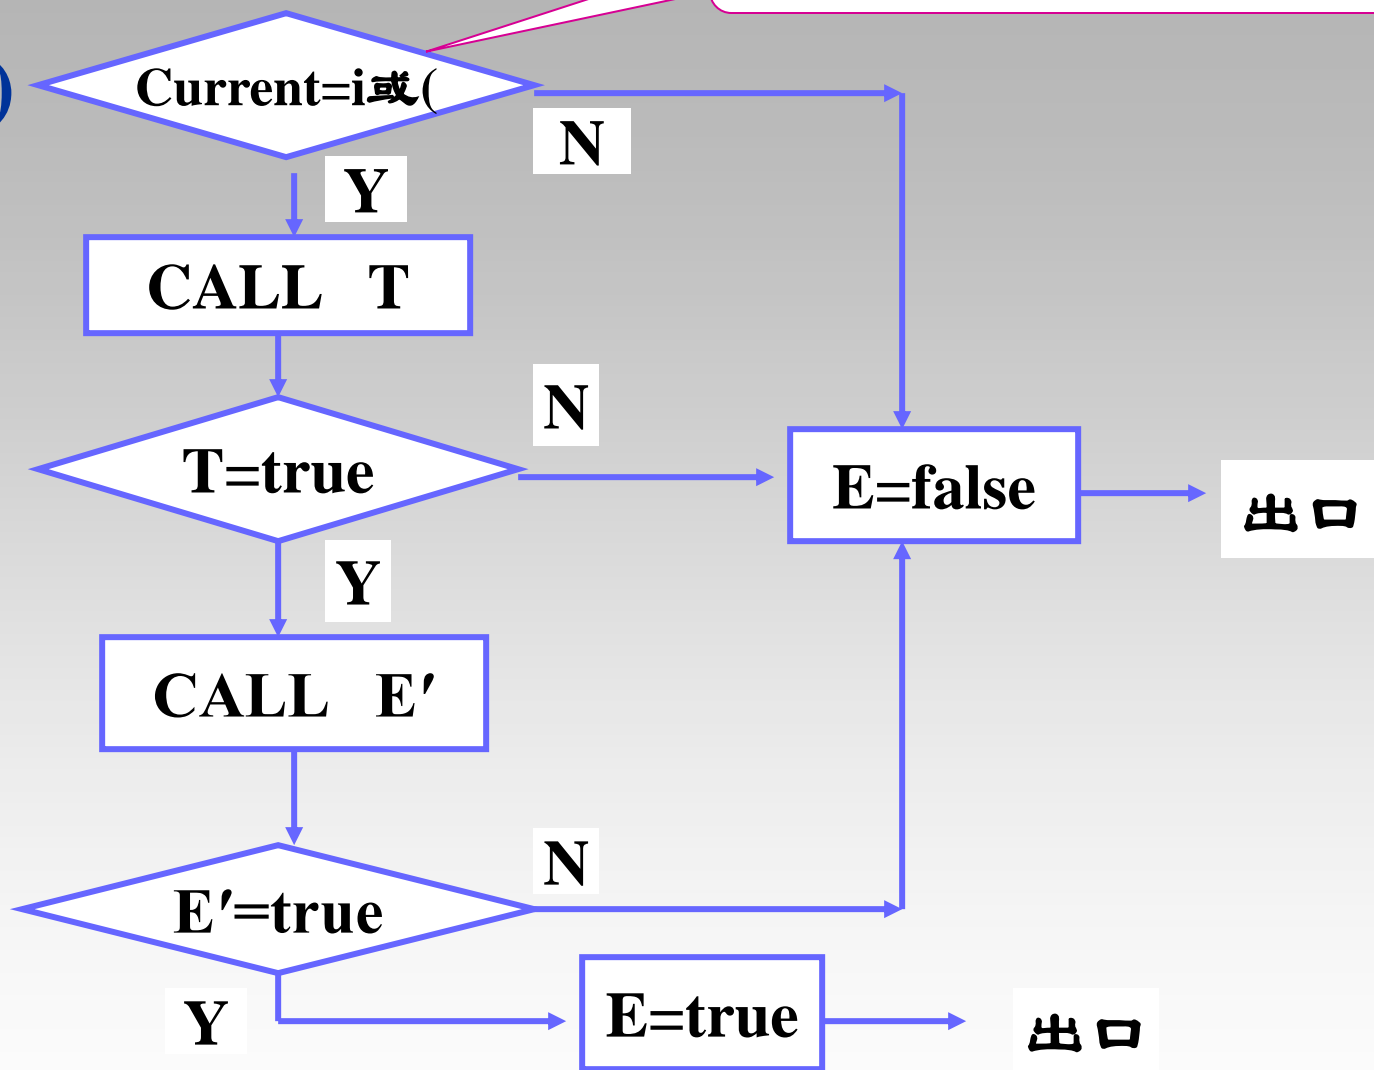 )
Current=i或(
N
Y
CALL T
N
T=true
E=false
出口
Y
CALL E′
N
E′=true
Y
E=true
出口